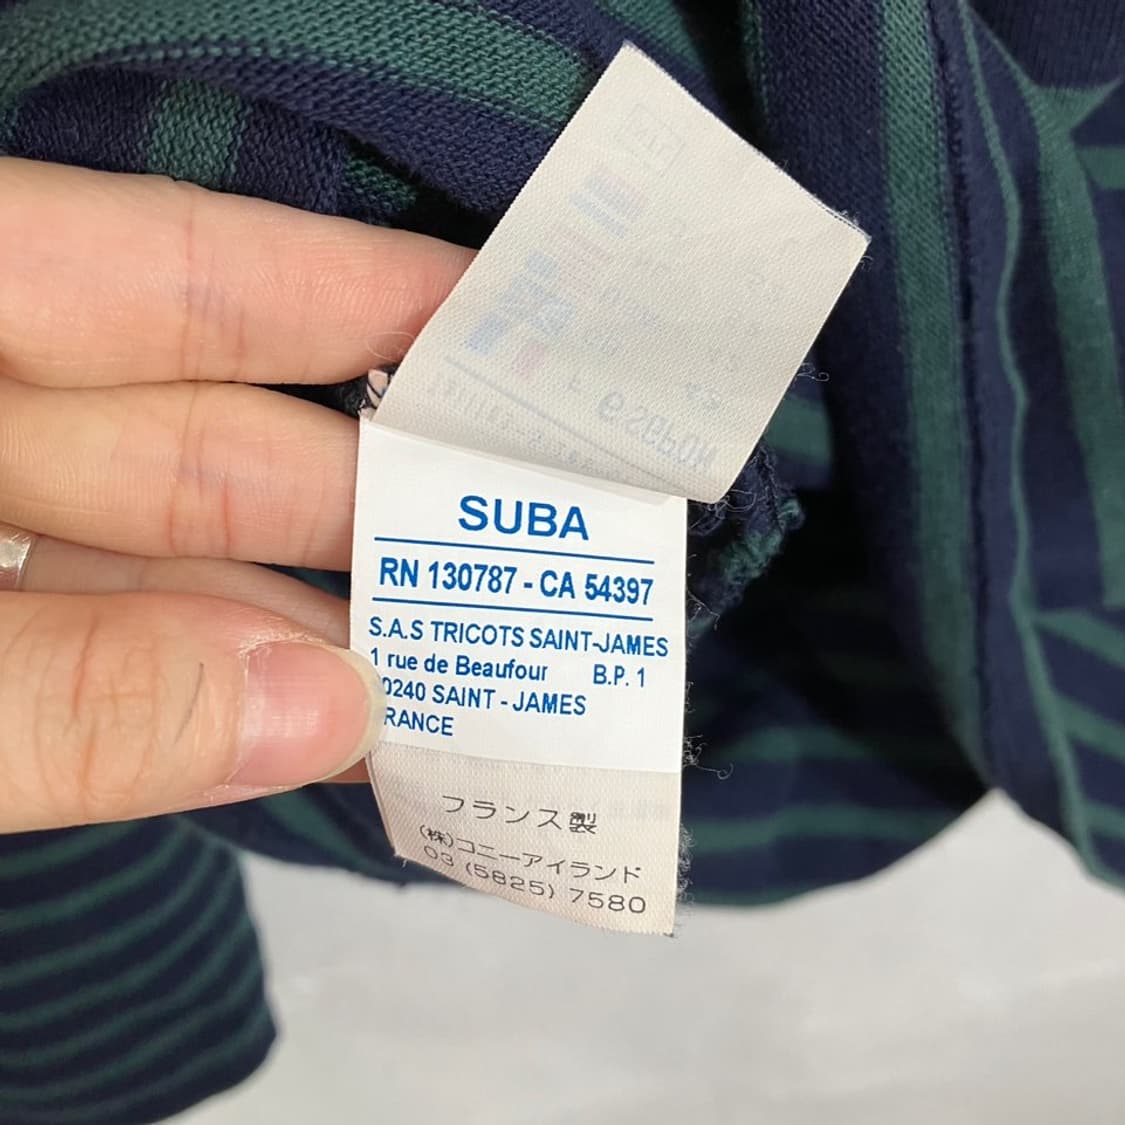 SUBA
RN 130787 - CA 54397
S.A.S TRICOTS SAINT-JAMES
1 rue de Beaufour B.P. 1
0240 SAINT - JAMES
RANCE
フランス製
(株)コニーアイランド
03 (5825) 7580